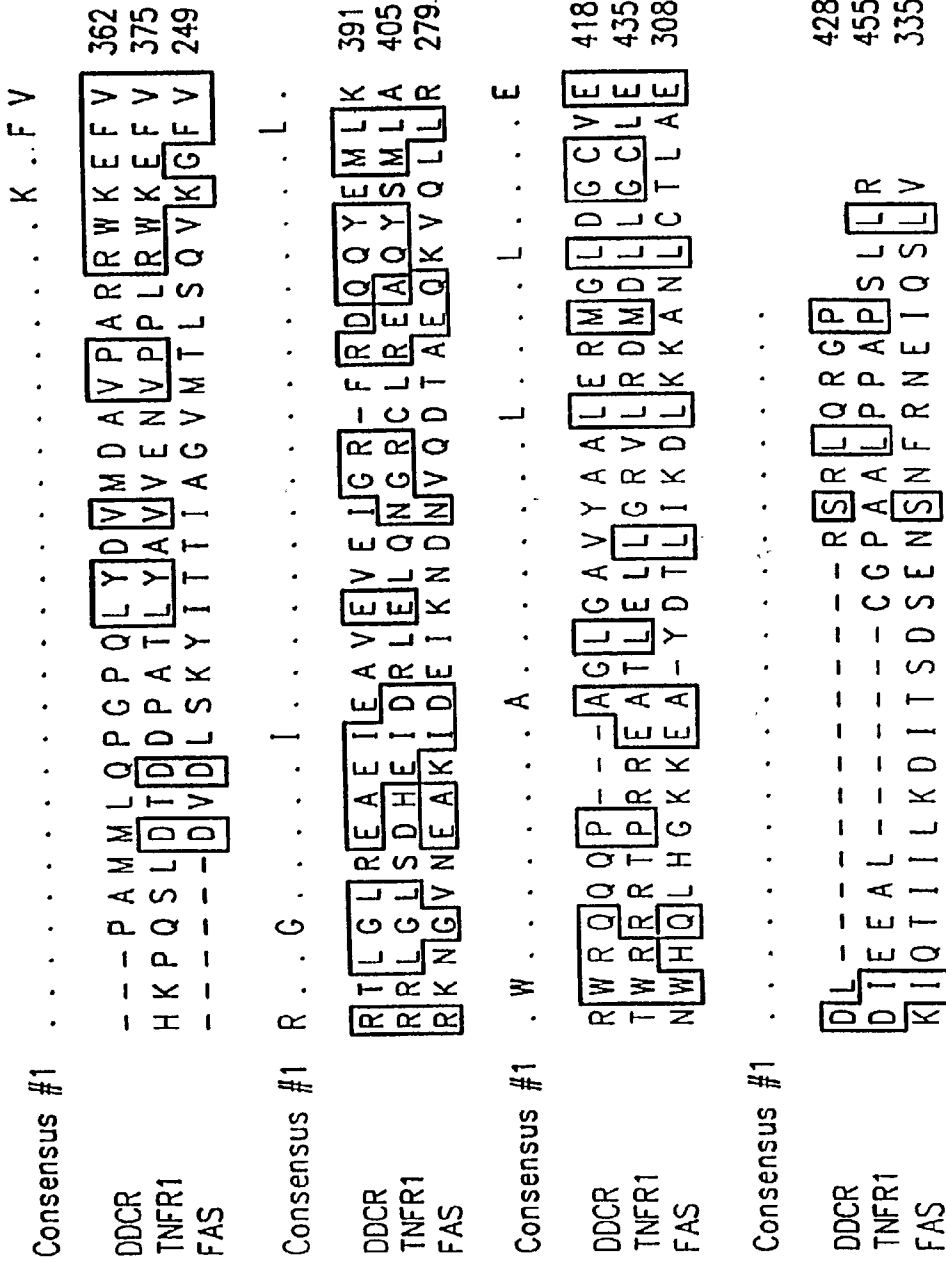 Consensus #1 . . . . . . . . . . . . . . . . . . . . . . . . . . K . F V
DDCR - - - P A M M L Q P G P Q L Y D V M D A V P A R R W K E F V 362
TNFR1 H K P Q S L D T D D P A T L Y A V V E N V P P L R W K E F V 375
FAS - - - - - - D V D L S K Y I T T I A G V M T L S Q V K G F V 249
Consensus #1 R . . G . . . . . I . . . . . . . . . . . . . . . . . . L .
DDCR R T L G L R E A E I E A V E V E I G R - F R D Q Q Y E M L K 391
TNFR1 R R L G L S D H E I D R L E L Q N G R C L R E A Q Y S M L A 405
FAS R K N G V N E A K I D E I K N D N V Q D T A E Q K V Q L L R 279
Consensus #1 . W . . . . . . . . A . . . . . . . . L . . . . L . . . . E
DDCR R W R Q Q Q P - - - A G L G A V Y A A L E R M G L D G C V E 418
TNFR1 T W R R R T P R R E A T L E L L G R V L R D M D L L G C L E 435
FAS N W H Q L H G K K E A - Y D T L I K D L K K A N L C T L A E 308
Consensus #1 . . . . . . . . . . . . . . . . . . . . . . .
DDCR D L - - - - - - - - - - - - - R S R L Q R G P 428
TNFR1 D I E E A L - - - - - - - C G P A A L P P A P S L L R 455
FAS K I Q T I I L K D I T S D S E N S N F R N E I Q S L V 335